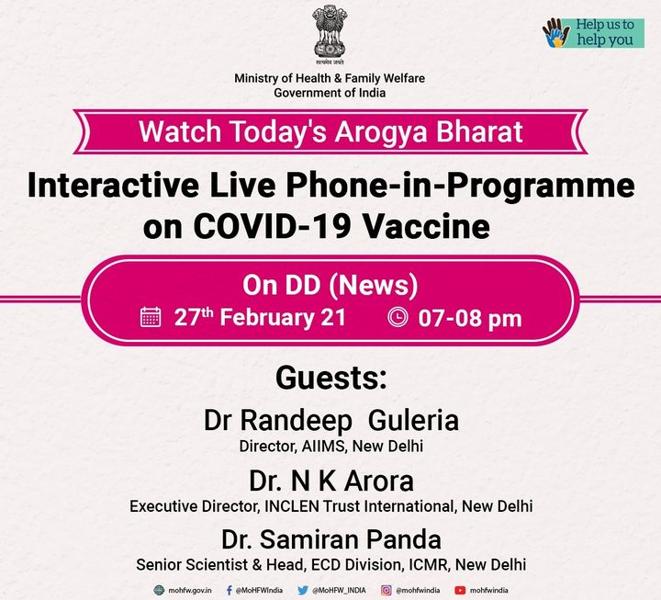 सत्यमेव जयते
Help us to
help you
Ministry of Health & Family Welfare
Government of India
Watch Today's Arogya Bharat
Interactive Live Phone-in-Programme
on COVID-19 Vaccine
On DD (News)
27th February 21 07-08 pm
Guests:
Dr Randeep Guleria
Director, AIIMS, New Delhi
Dr. N K Arora
Executive Director, INCLEN Trust International, New Delhi
Dr. Samiran Panda
Senior Scientist & Head, ECD Division, ICMR, New Delhi
mohfw.gov.in @MoHFWIndia @MoHFW_INDIA @mohfwindia mohfwindia